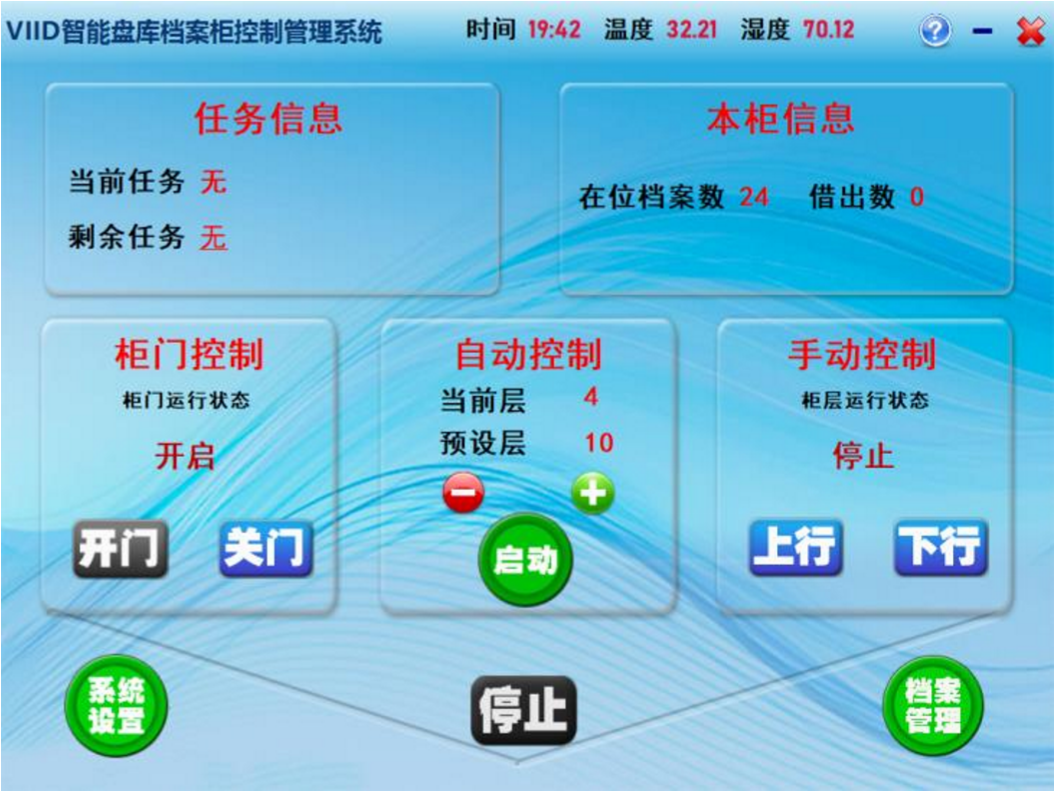 VIID智能盘库档案柜控制管理系统 时间 19:42 温度 32.21 湿度 70.12 ?
任务信息
当前任务 无
剩余任务 无
本柜信息
在位档案数 24 借出数 0
柜门控制
柜门运行状态
开启
开门 关门
自动控制
当前层 4
预设层 10
启动
手动控制
柜层运行状态
停止
上行 下行
系统
设置
停止
档案
管理